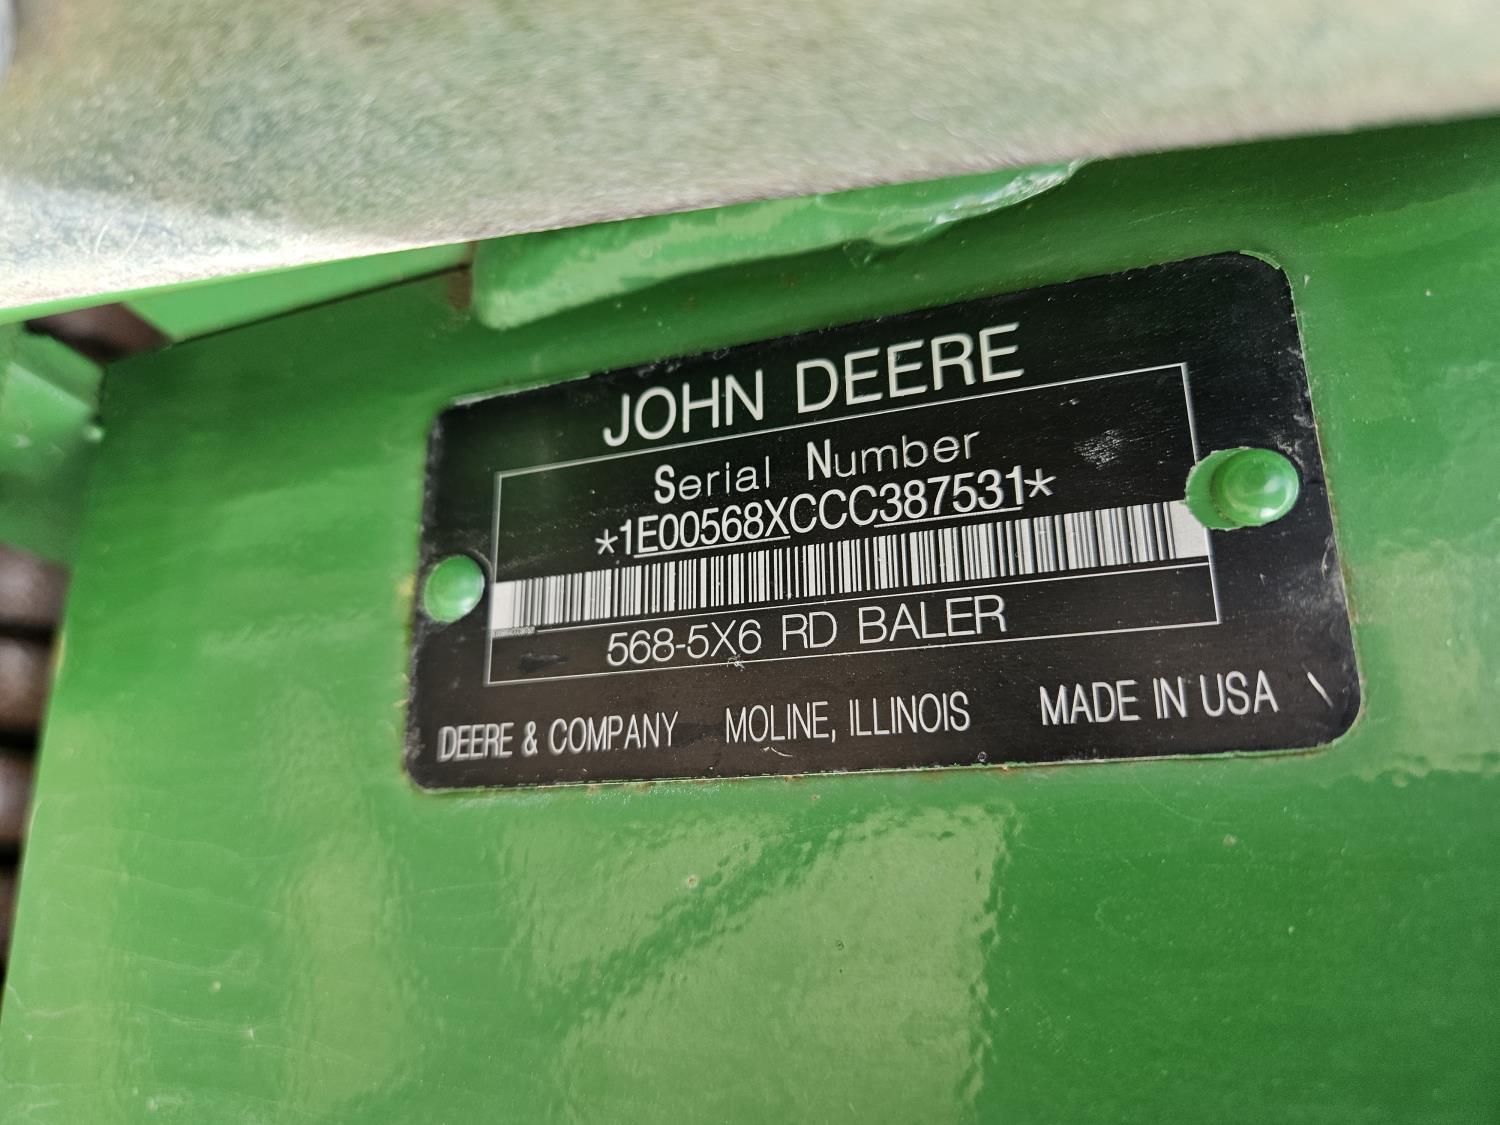 JOHN DEERE
Serial Number
*1E00568XCCC387531*
568-5X6 RD BALER
DEERE & COMPANY MOLINE, ILLINOIS MADE IN USA